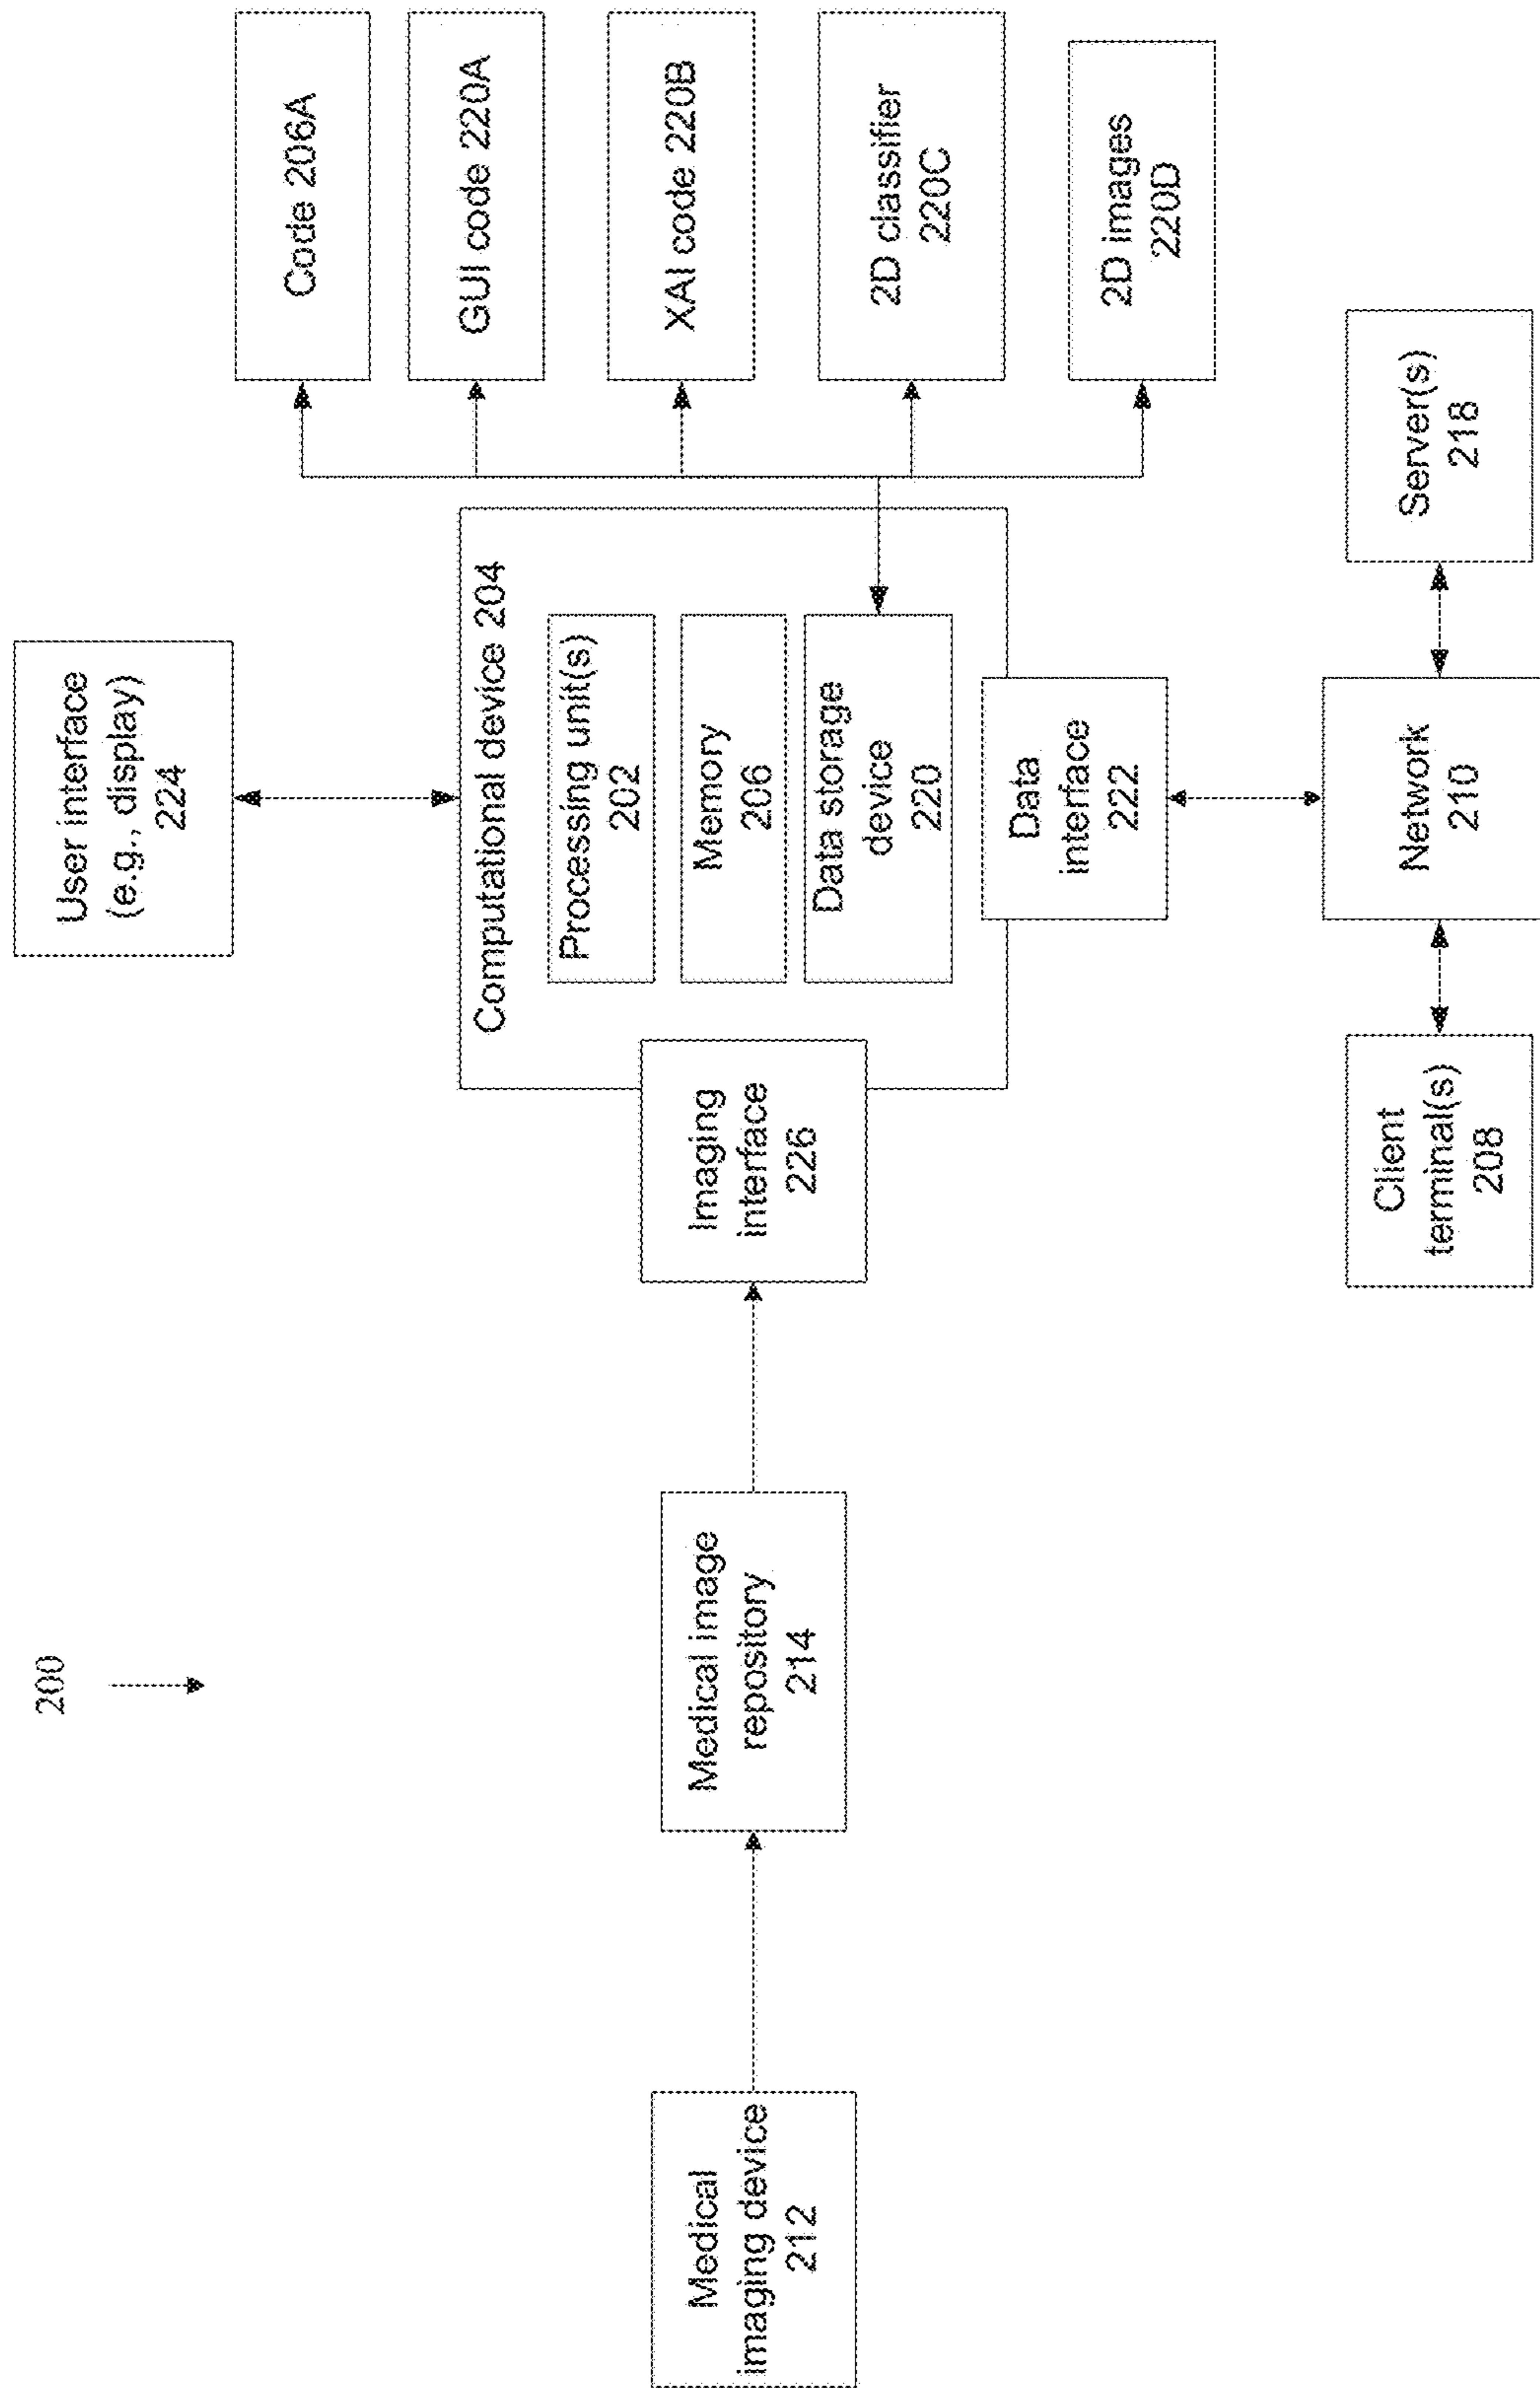 200
User interface
(e.g., display)
224
Medical
imaging device
212
Medical image
repository
214
Imaging
interface
226
Computational device 204
Processing unit(s)
202
Memory
206
Data storage
device
220
Data
interface
222
Code 206A
GUI code 220A
XAI code 220B
2D classifier
220C
2D images
220D
Client
terminal(s)
208
Network
210
Server(s)
218